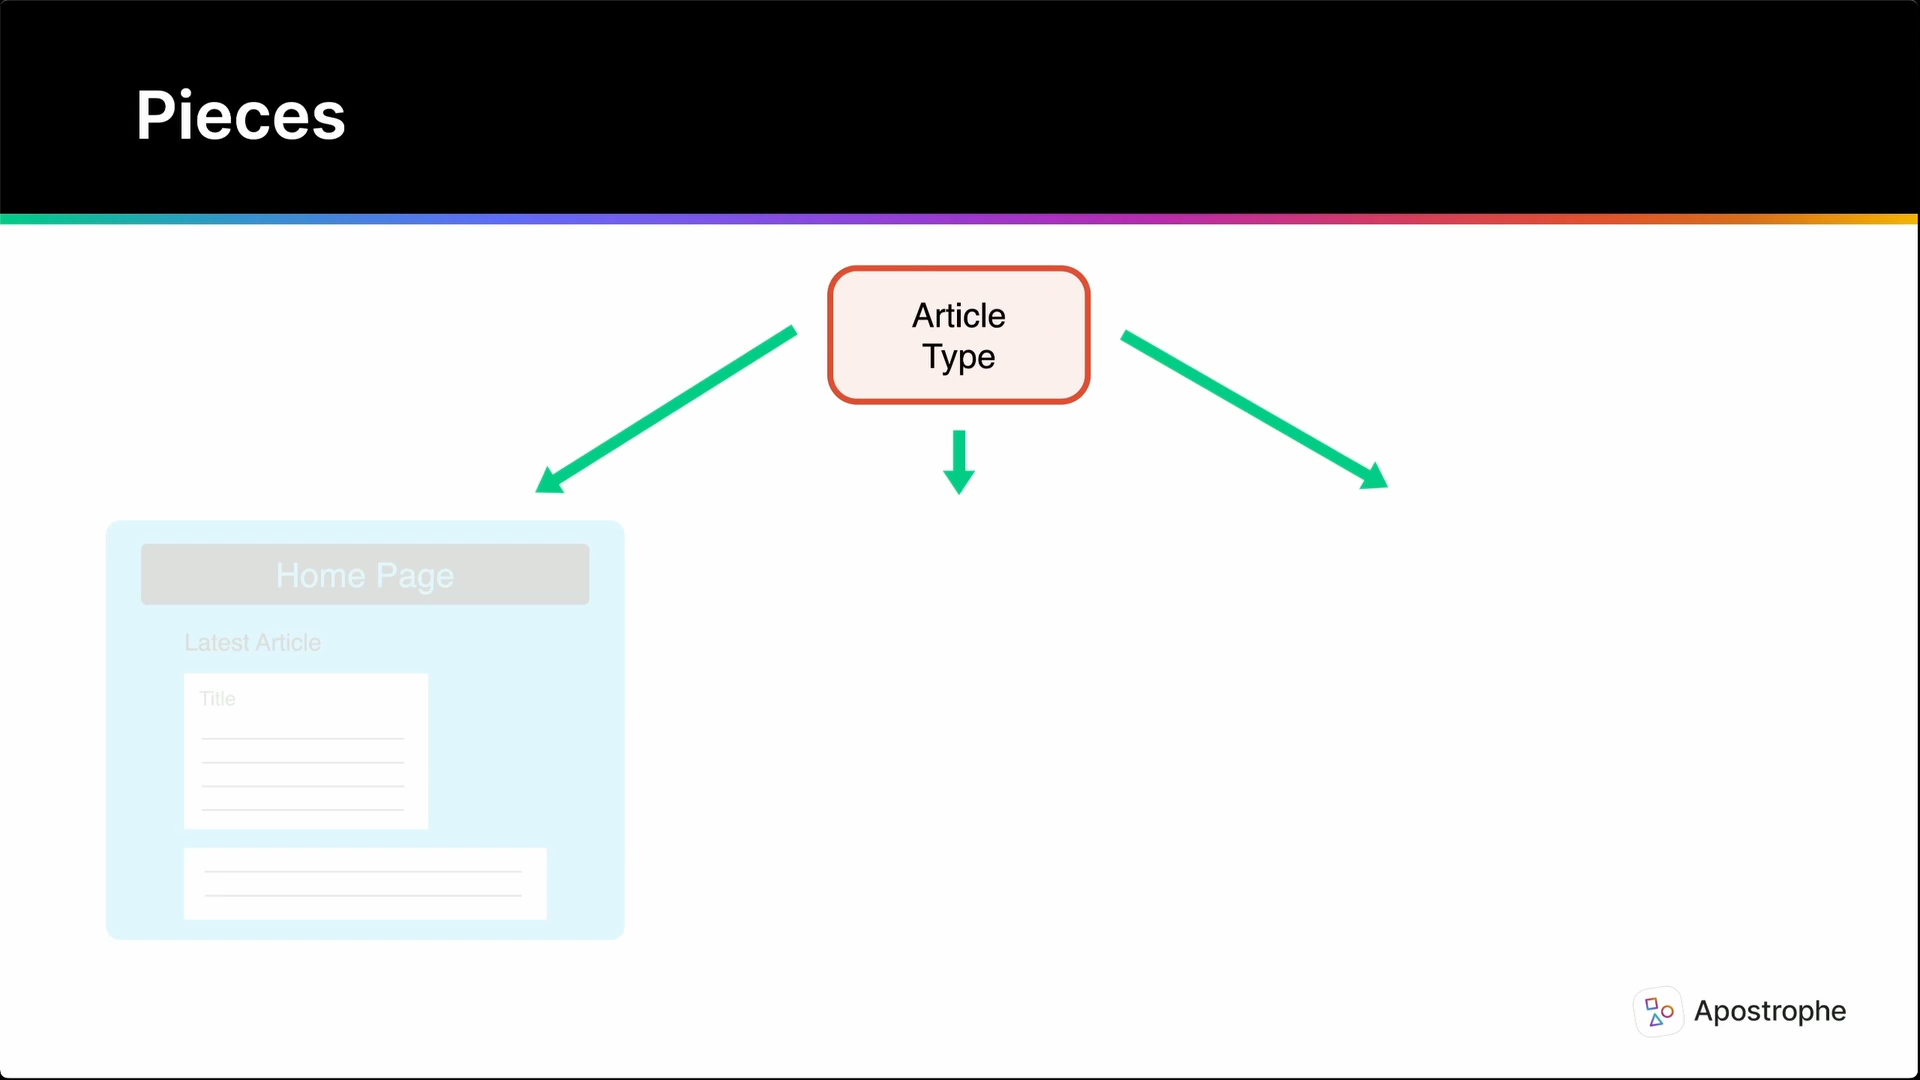 Pieces
Article
Type
Home Page
Latest Article
Title
Apostrophe